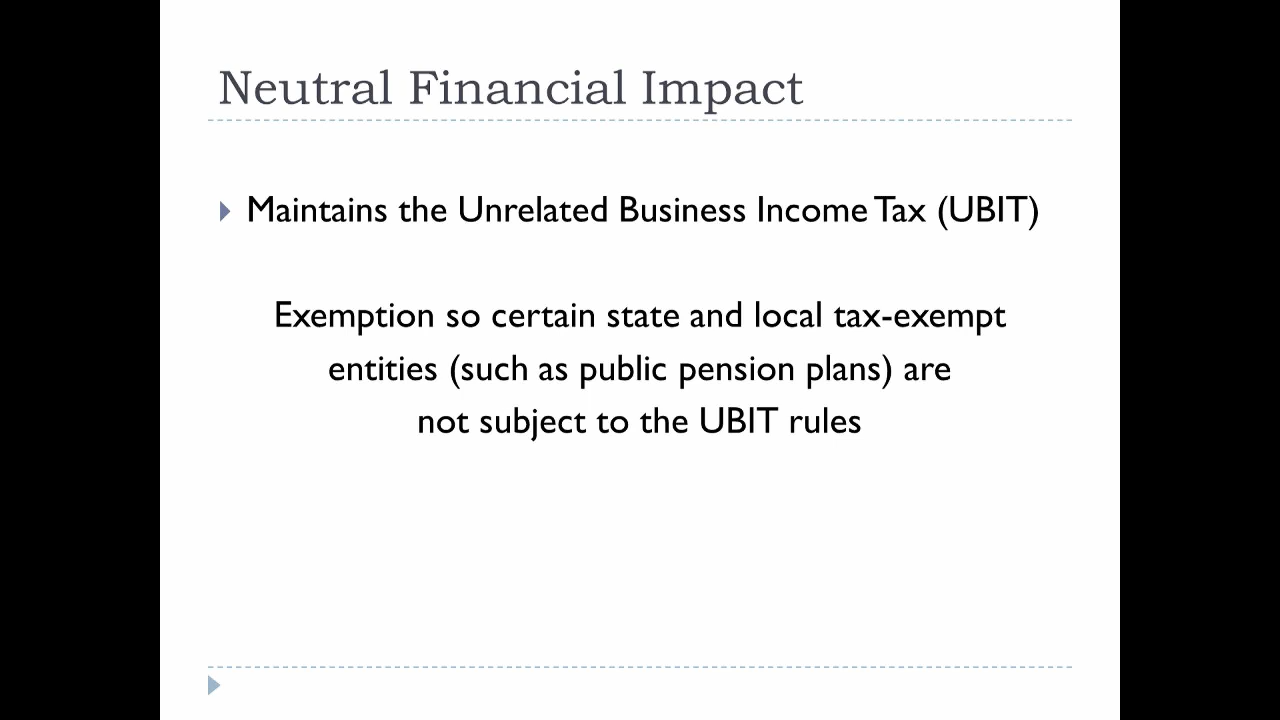 Neutral Financial Impact
Maintains the Unrelated Business Income Tax (UBIT)
Exemption so certain state and local tax-exempt
entities (such as public pension plans) are
not subject to the UBIT rules